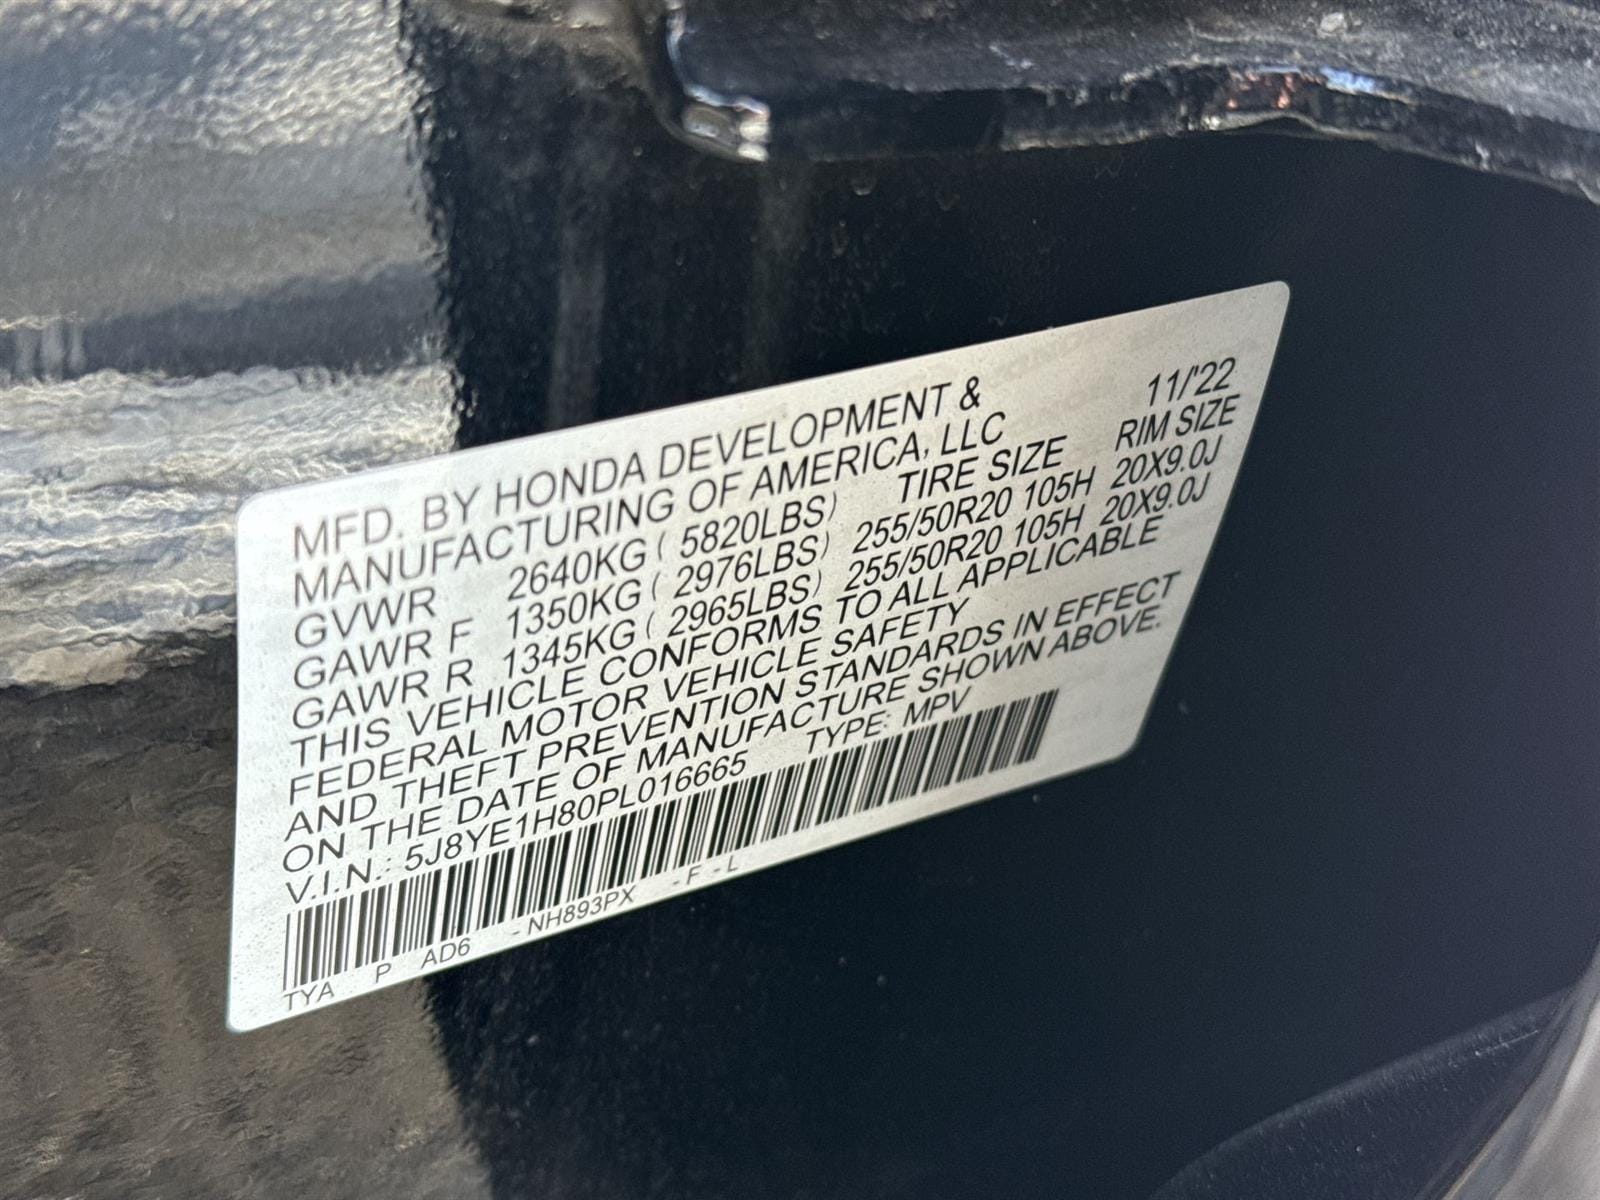 MFD. BY HONDA DEVELOPMENT & 11/'22
MANUFACTURING OF AMERICA, LLC
TIRE SIZE RIM SIZE
GVWR 2640KG ( 5820LBS)
GAWR F 1350KG ( 2976LBS) 255/50R20 105H 20X9.0J
GAWR R 1345KG ( 2965LBS) 255/50R20 105H 20X9.0J
THIS VEHICLE CONFORMS TO ALL APPLICABLE
FEDERAL MOTOR VEHICLE SAFETY
AND THEFT PREVENTION STANDARDS IN EFFECT
ON THE DATE OF MANUFACTURE SHOWN ABOVE.
V.I.N.: 5J8YE1H80PL016665 TYPE: MPV
TYA P AD6 - NH893PX - F - L